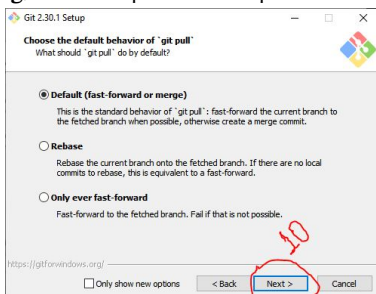 Git 2.30.1 Setup
Choose the default behavior of `git pull`
What should `git pull` do by default?
Default (fast-forward or merge)
This is the standard behavior of `git pull`: fast-forward the current branch to
the fetched branch when possible, otherwise create a merge commit.
Rebase
Rebase the current branch onto the fetched branch. If there are no local
commits to rebase, this is equivalent to a fast-forward.
Only ever fast-forward
Fast-forward to the fetched branch. Fail if that is not possible.
10
https://gitforwindows.org/
Only show new options
< Back
Next >
Cancel